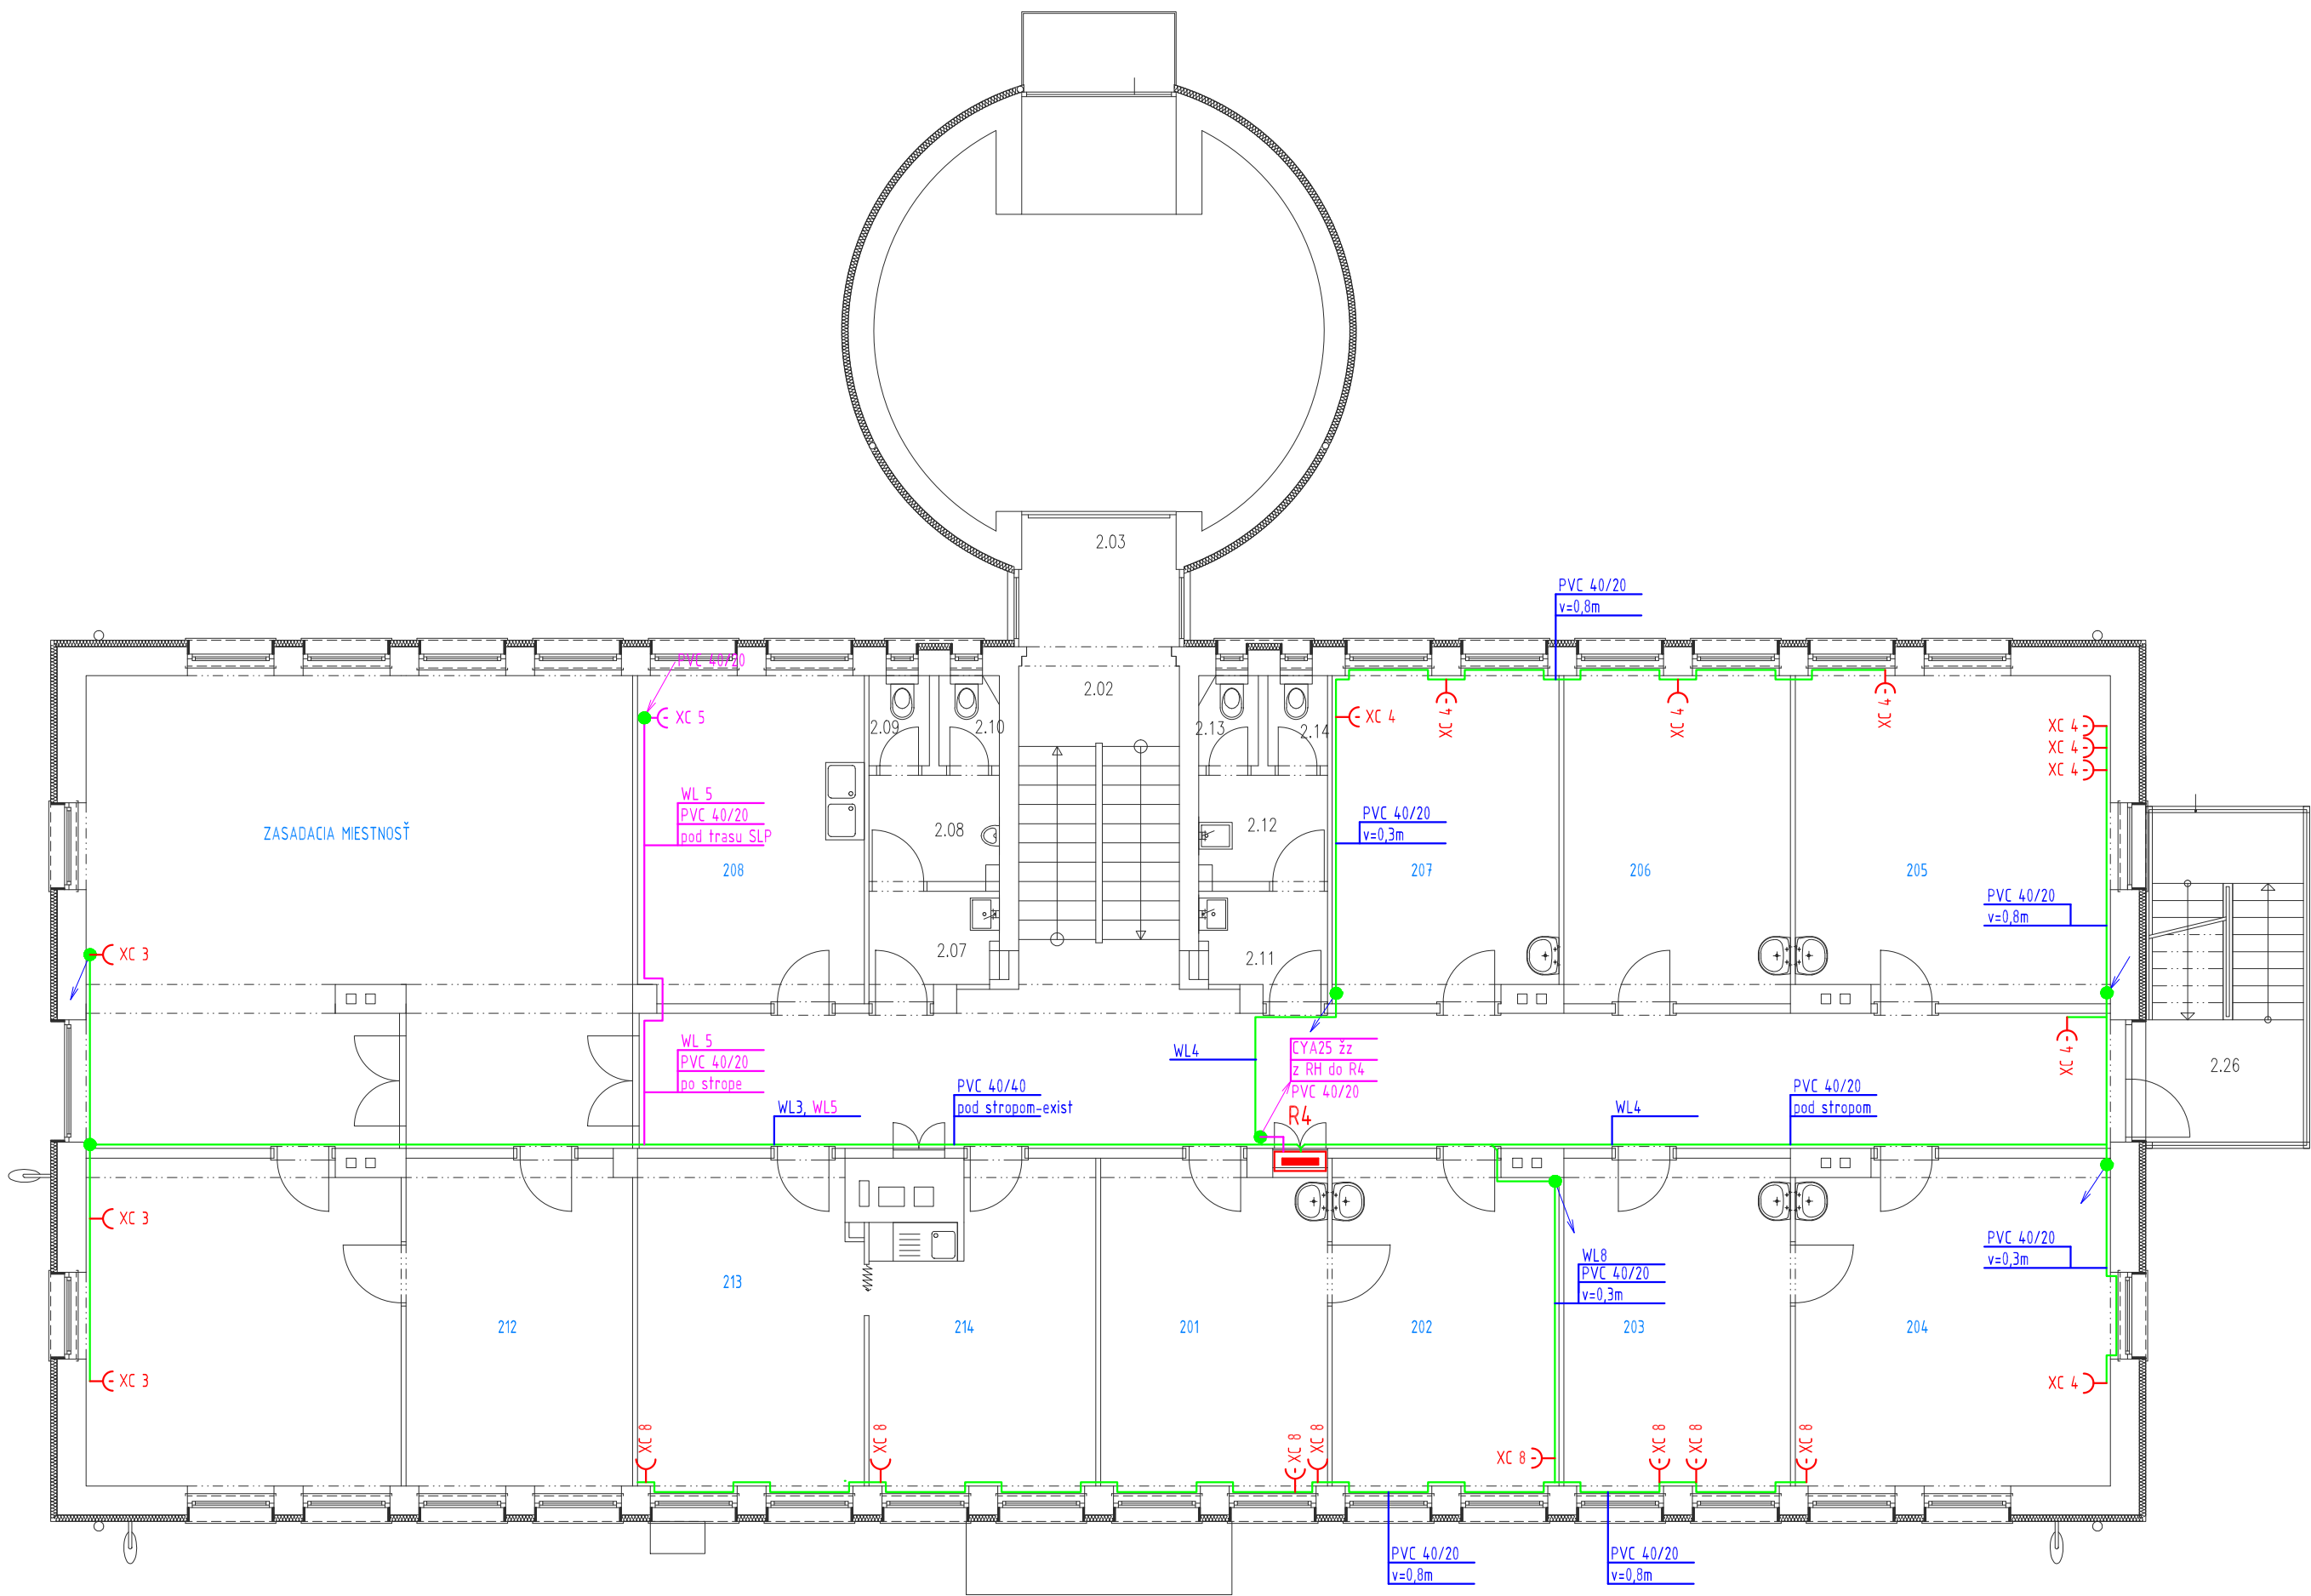 2.03
PVC 40/20
v=0,8m
PVC 40/20
2.02
XC 5
2.09
2.10
2.13
2.14
XC 4
XC 4
XC 4
XC 4
XC 4
XC 4
XC 4
WL 5
PVC 40/20
pod trasu SLP
PVC 40/20
v=0,3m
ZASADACIA MIESTNOSŤ
2.08
2.12
208
207
206
205
PVC 40/20
v=0,8m
XC 3
2.07
2.11
WL 5
PVC 40/20
po strope
WL4
CYA25 žz
z RH do R4
PVC 40/20
XC 4
2.26
WL3, WL5
PVC 40/40
pod stropom-exist
R4
WL4
PVC 40/20
pod stropom
XC 3
213
WL8
PVC 40/20
v=0,3m
PVC 40/20
v=0,3m
212
214
201
202
203
204
XC 3
XC 4
XC 8
XC 8
XC 8
XC 8
XC 8
XC 8
XC 8
XC 8
PVC 40/20
v=0,8m
PVC 40/20
v=0,8m